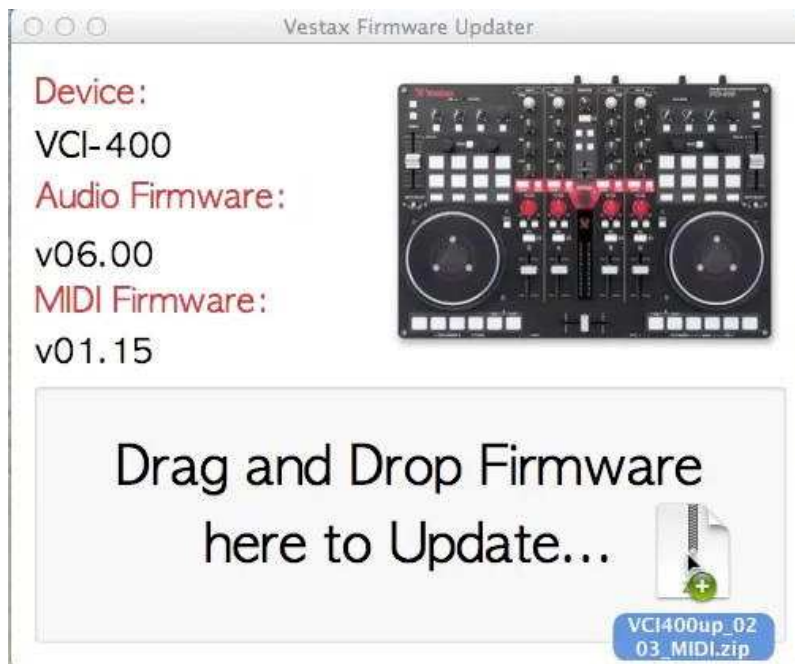 Vestax Firmware Updater
Device:
VCI-400
Audio Firmware:
v06.00
MIDI Firmware:
v01.15
Drag and Drop Firmware
here to Update...
VCI400up_02
03_MIDI.zip